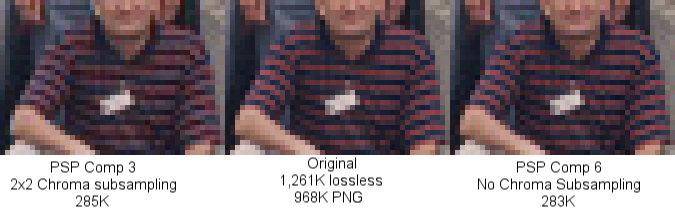 PSP Comp 3
2x2 Chroma subsampling
285K
Original
1,261K lossless
968K PNG
PSP Comp 6
No Chroma Subsampling
283K